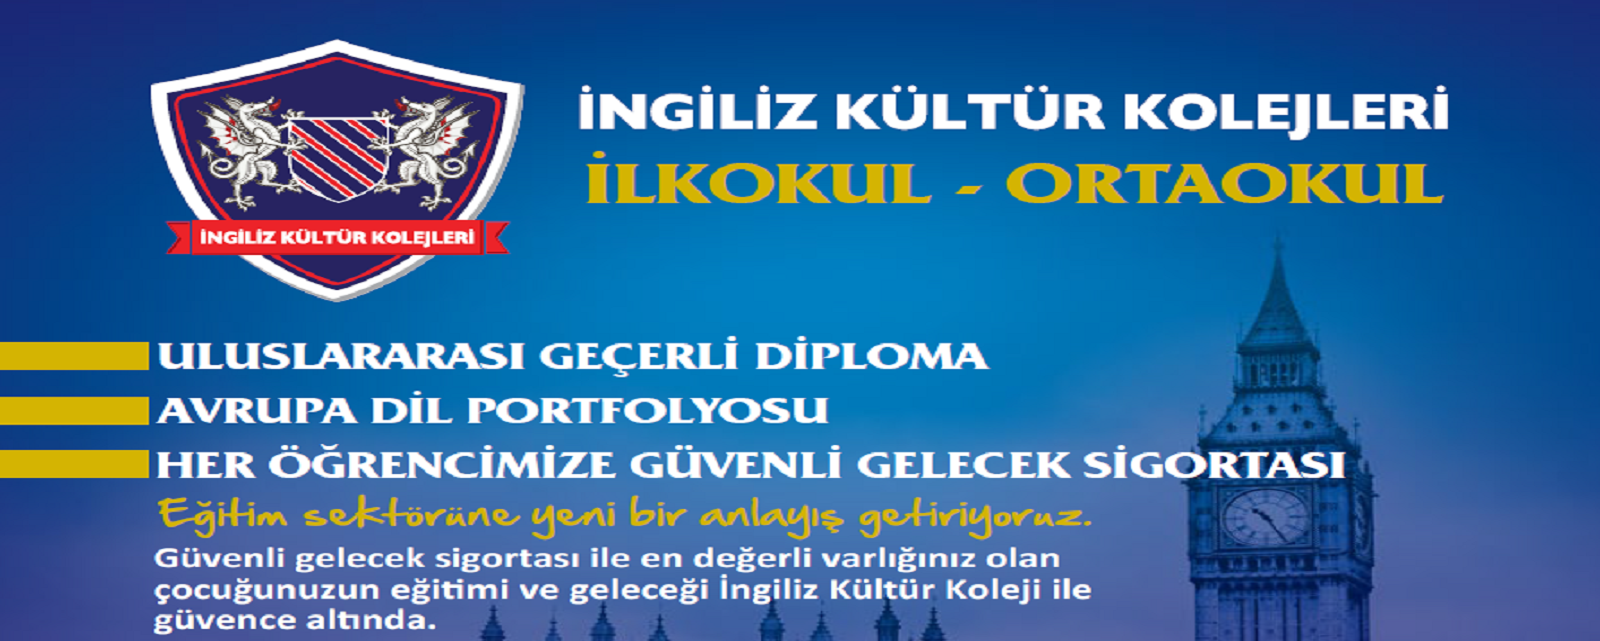 İNGİLİZ KÜLTÜR KOLEJLERİ
İLKOKUL - ORTAOKUL
İNGİLİZ KÜLTÜR KOLEJLERİ
ULUSLARARASI GEÇERLİ DİPLOMA
AVRUPA DİL PORTFOLYOSU
HER ÖĞRENCİMİZE GÜVENLİ GELECEK SİGORTASI
Eğitim sektörüne yeni bir anlayış getiriyoruz.
Güvenli gelecek sigortası ile en değerli varlığınız olan
çocuğunuzun eğitimi ve geleceği İngiliz Kültür Koleji ile
güvence altında.